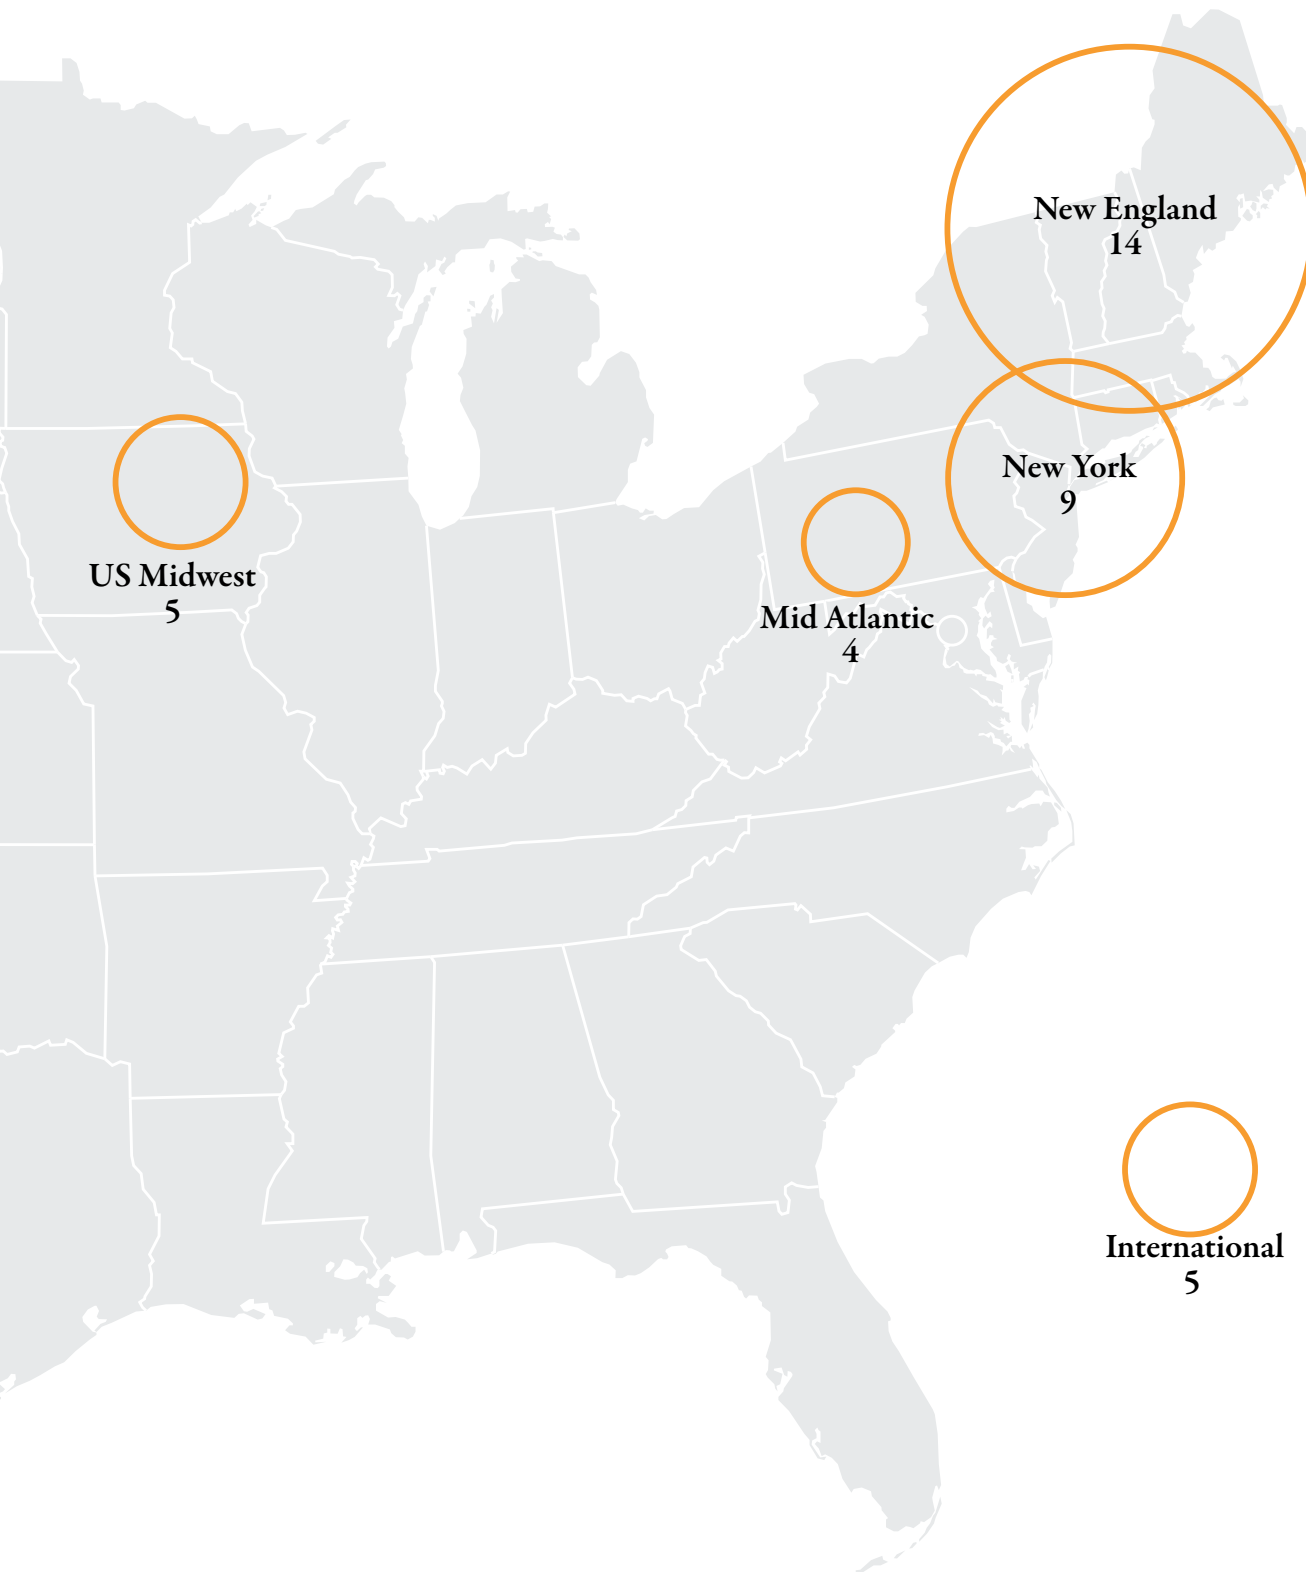 New England
14
New York
9
US Midwest
5
Mid Atlantic
4
International
5